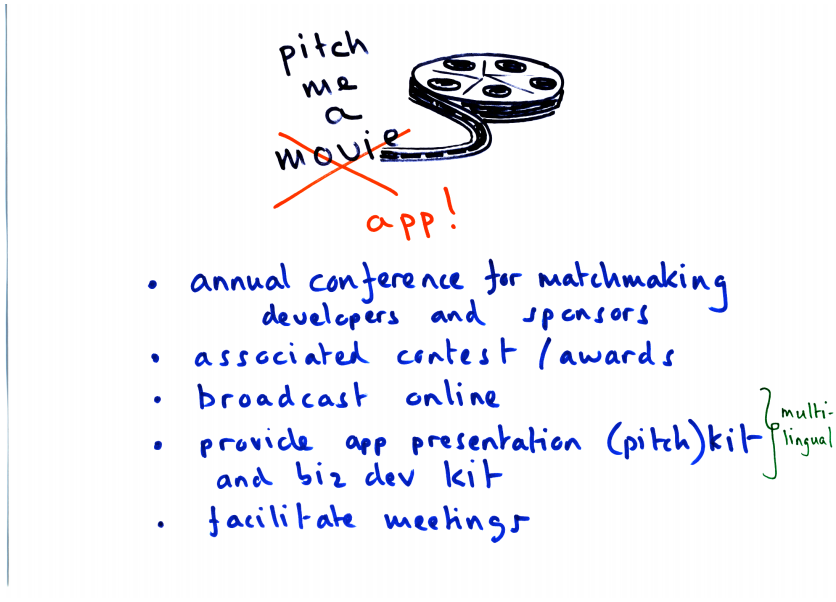 pitch
me
a
movie
app!
• annual conference for matchmaking
developers and sponsors
• associated contest / awards
• broadcast online
• provide app presentation (pitch) kit
and biz dev kit
multi-
lingual
• facilitate meetings